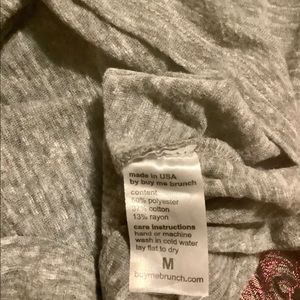 made in USA
by buy me brunch
content
50% polyester
37% cotton
13% rayon
care instructions
hand or machine
wash in cold water
lay flat to dry
M
buymebrunch.com